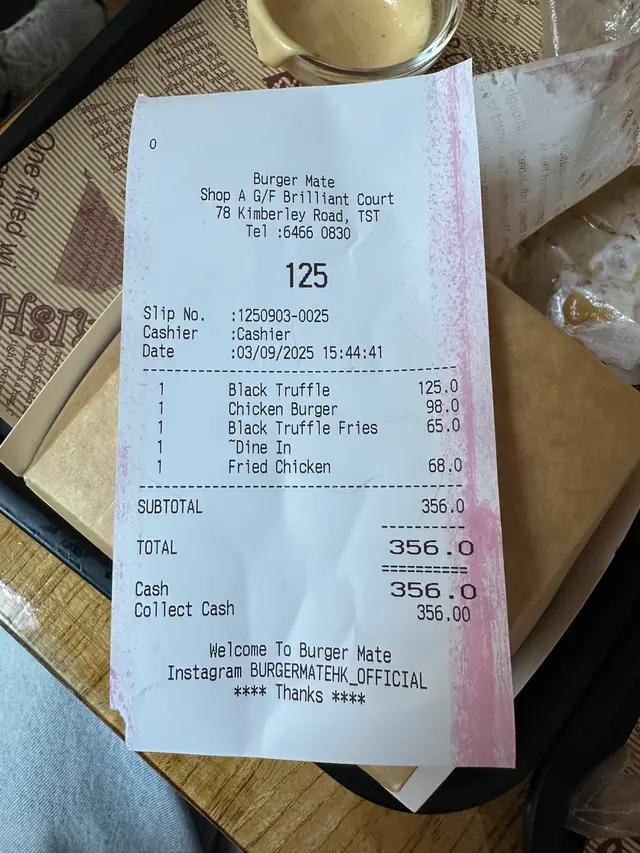 0
Burger Mate
Shop A G/F Brilliant Court
78 Kimberley Road, TST
Tel :6466 0830
125
Slip No. :1250903-0025
Cashier :Cashier
Date :03/09/2025 15:44:41
1 Black Truffle 125.0
1 Chicken Burger 98.0
1 Black Truffle Fries 65.0
1 ~Dine In
1 Fried Chicken 68.0
SUBTOTAL 356.0
TOTAL 356.0
Cash 356.0
Collect Cash 356.00
Welcome To Burger Mate
Instagram BURGERMATEHK_OFFICIAL
**** Thanks ****
One filled w